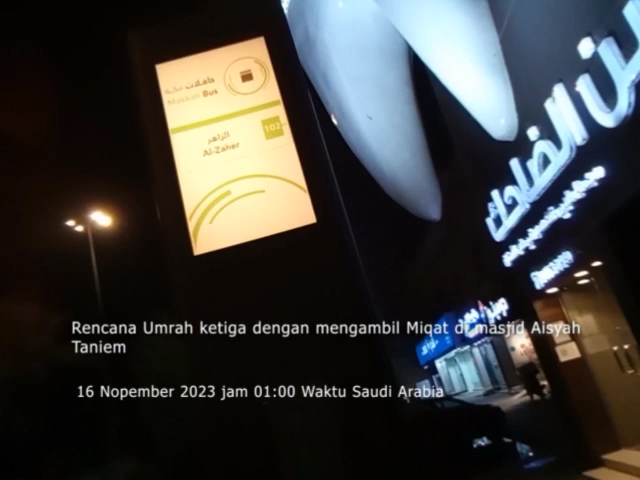 حافلات مكة
Makkah Bus
102
الزاهر
Al-Zaher
الضاحك
Rencana Umrah ketiga dengan mengambil Miqat di masjid Aisyah
Taniem
16 Nopember 2023 jam 01:00 Waktu Saudi Arabia